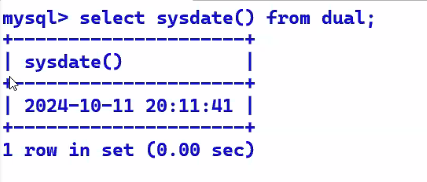 mysql> select sysdate() from dual;
+---------------------+
| sysdate()           |
+---------------------+
| 2024-10-11 20:11:41 |
+---------------------+
1 row in set (0.00 sec)